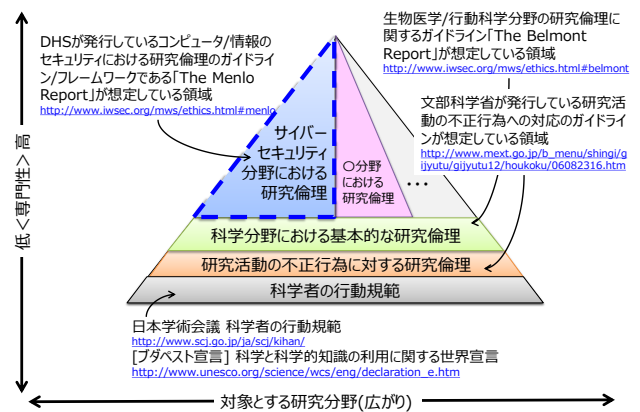 DHSが発行しているコンピュータ/情報の
セキュリティにおける研究倫理のガイドライ
ン/フレームワークである「The Menlo
Report」が想定している領域
http://www.iwsec.org/mws/ethics.html#menlo
生物医学/行動科学分野の研究倫理に
関するガイドライン「The Belmont
Report」が想定している領域
http://www.iwsec.org/mws/ethics.html#belmont
文部科学省が発行している研究活
動の不正行為への対応のガイドライ
ンが想定している領域
http://www.mext.go.jp/b_menu/shingi/g
ijyutu/gijyutu12/houkoku/06082316.htm
サイバー
セキュリティ
分野における
研究倫理
〇分野
における
研究倫理
…
科学分野における基本的な研究倫理
研究活動の不正行為に対する研究倫理
科学者の行動規範
日本学術会議 科学者の行動規範
http://www.scj.go.jp/ja/scj/kihan/
[ブダペスト宣言] 科学と科学的知識の利用に関する世界宣言
http://www.unesco.org/science/wcs/eng/declaration_e.htm
低 <専門性> 高
対象とする研究分野(広がり)